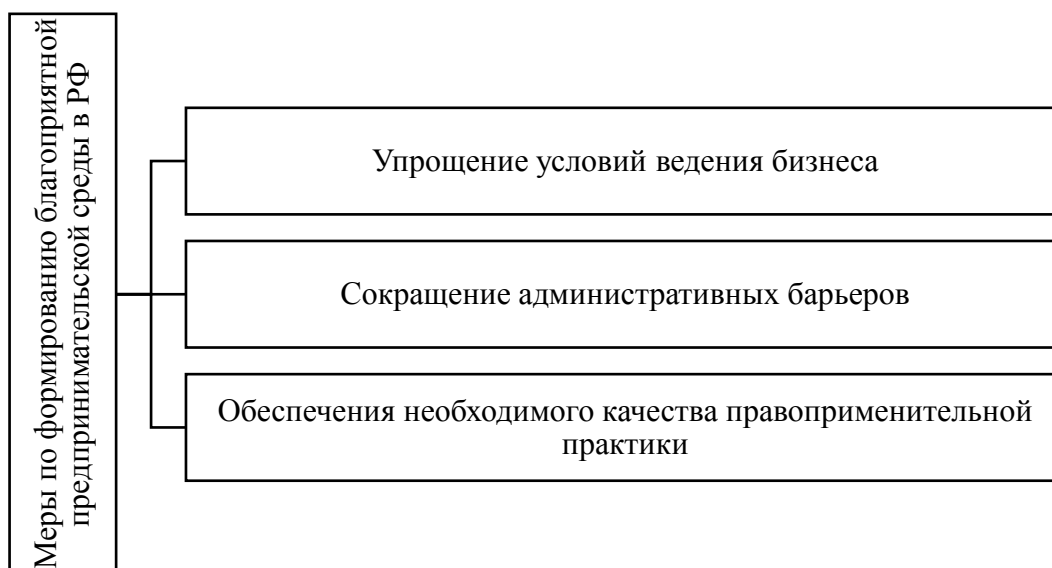 Меры по формированию благоприятной
предпринимательской среды в РФ
Упрощение условий ведения бизнеса
Сокращение административных барьеров
Обеспечения необходимого качества правоприменительной
практики